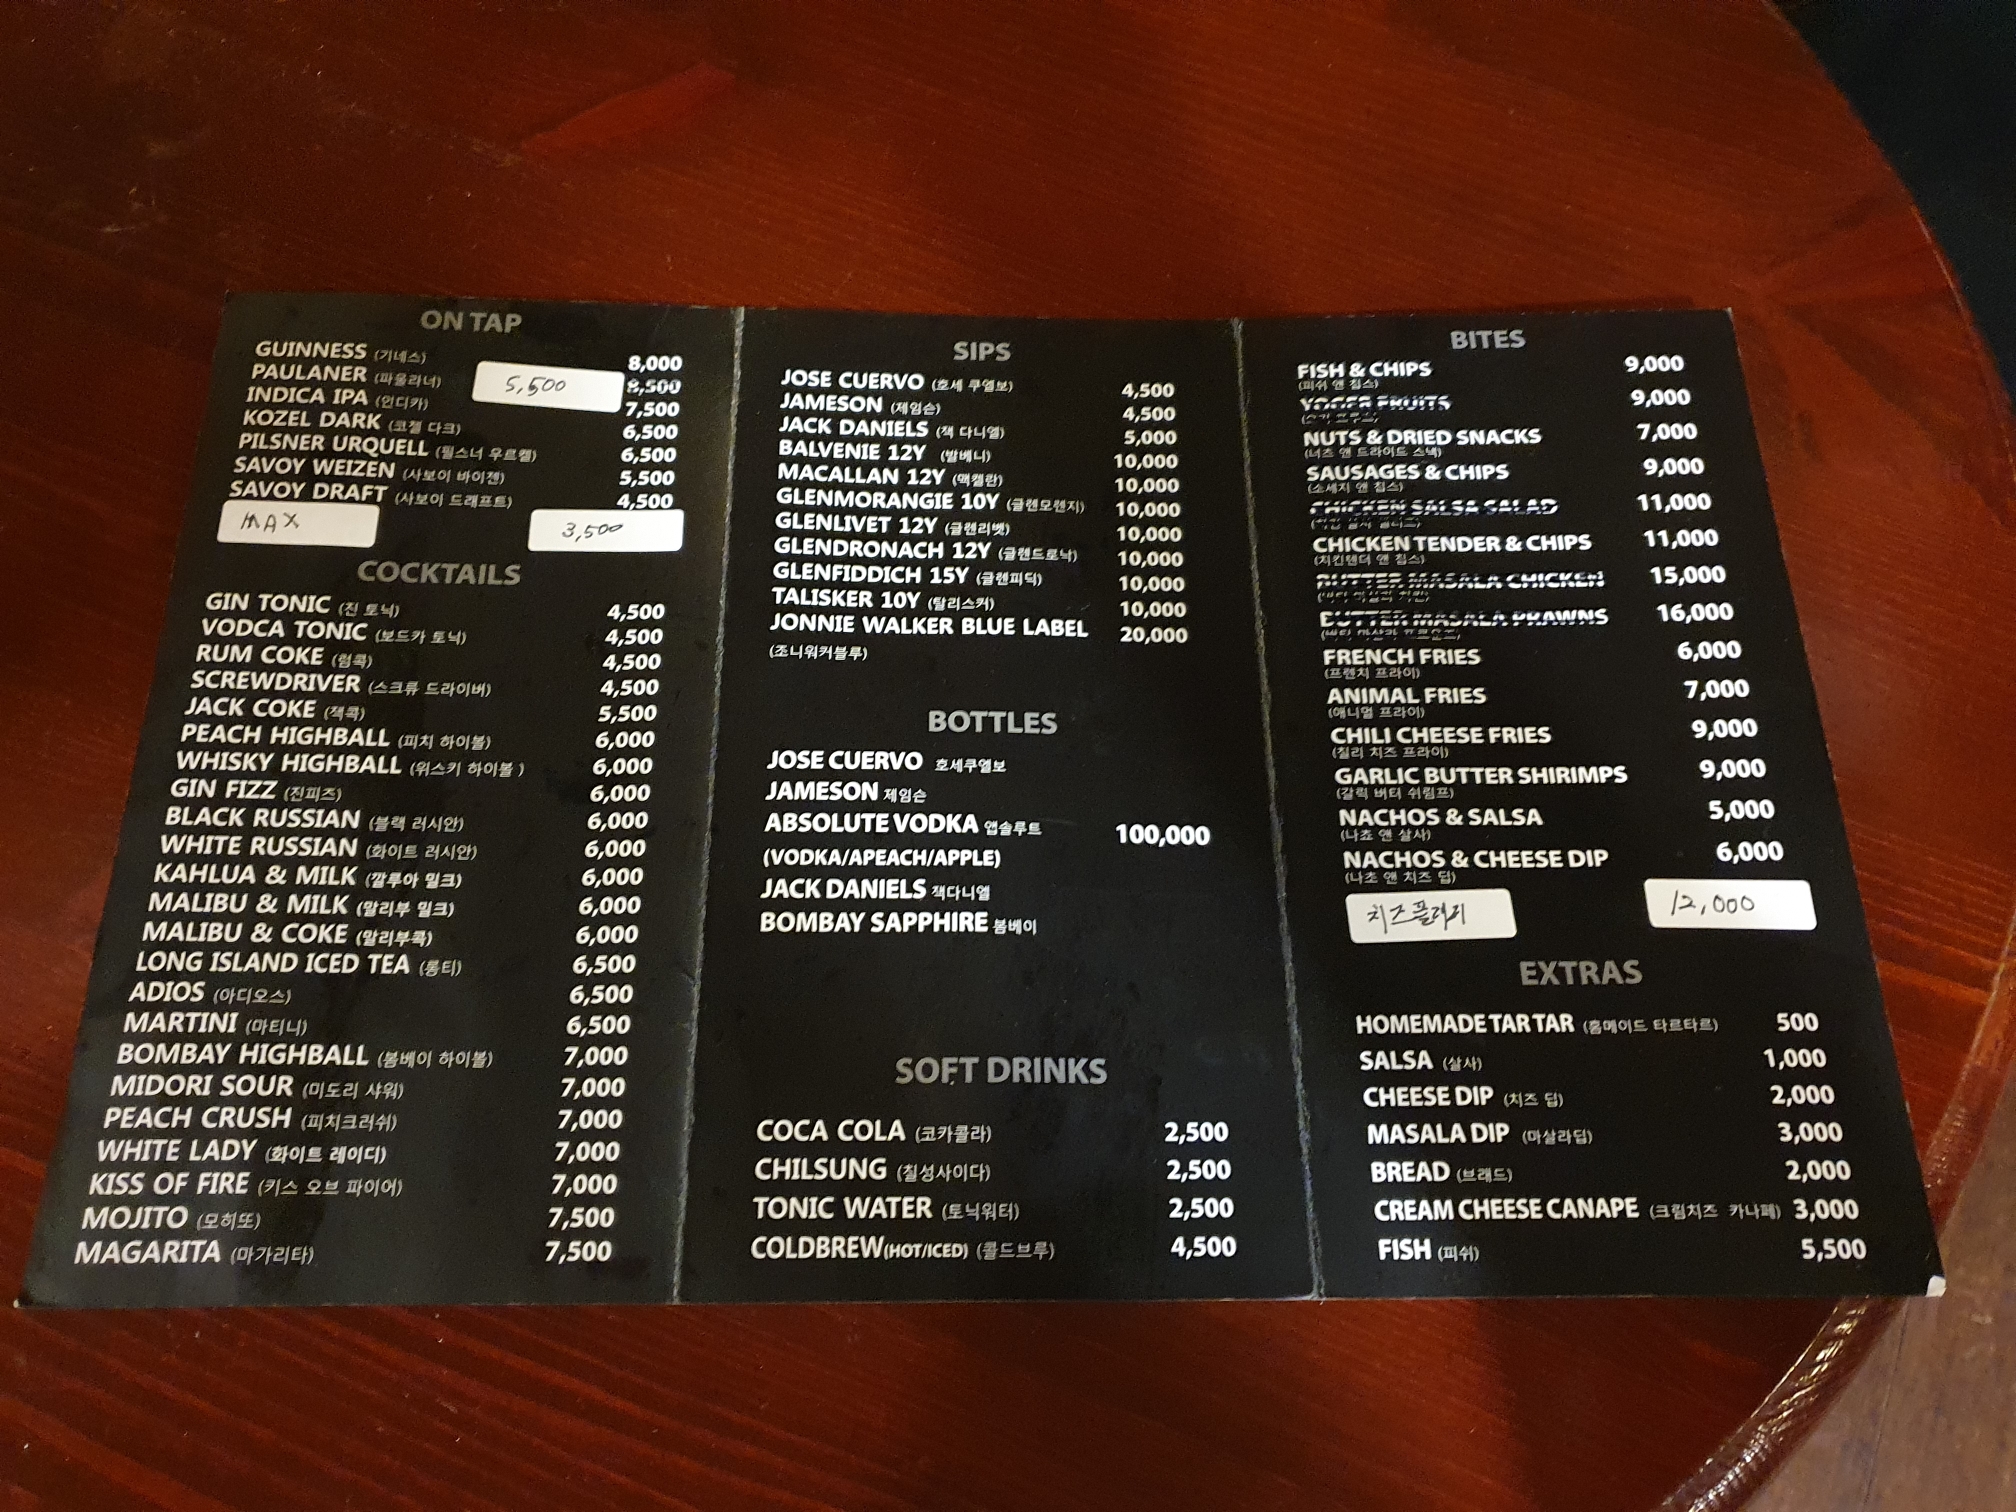 ON TAP
GUINNESS (기네스) 8,000
PAULANER (파울라너) 5,500 8,500
INDICA IPA (인디카) 7,500
KOZEL DARK (코젤 다크) 6,500
PILSNER URQUELL (필스너 우르켈) 6,500
SAVOY WEIZEN (사보이 바이젠) 5,500
SAVOY DRAFT (사보이 드래프트) 4,500
MAX 3,500
COCKTAILS
GIN TONIC (진 토닉) 4,500
VODCA TONIC (보드카 토닉) 4,500
RUM COKE (럼콕) 4,500
SCREWDRIVER (스크류 드라이버) 4,500
JACK COKE (잭콕) 5,500
PEACH HIGHBALL (피치 하이볼) 6,000
WHISKY HIGHBALL (위스키 하이볼 ) 6,000
GIN FIZZ (진피즈) 6,000
BLACK RUSSIAN (블랙 러시안) 6,000
WHITE RUSSIAN (화이트 러시안) 6,000
KAHLUA & MILK (깔루아 밀크) 6,000
MALIBU & MILK (말리부 밀크) 6,000
MALIBU & COKE (말리부콕) 6,000
LONG ISLAND ICED TEA (롱티) 6,500
ADIOS (아디오스) 6,500
MARTINI (마티니) 6,500
BOMBAY HIGHBALL (봄베이 하이볼) 7,000
MIDORI SOUR (미도리 샤워) 7,000
PEACH CRUSH (피치크러쉬) 7,000
WHITE LADY (화이트 레이디) 7,000
KISS OF FIRE (키스 오브 파이어) 7,000
MOJITO (모히또) 7,500
MAGARITA (마가리타) 7,500
SIPS
JOSE CUERVO (호세 쿠엘보) 4,500
JAMESON (제임슨) 4,500
JACK DANIELS (잭 다니엘) 5,000
BALVENIE 12Y (발베니) 10,000
MACALLAN 12Y (맥켈란) 10,000
GLENMORANGIE 10Y (글렌모렌지) 10,000
GLENLIVET 12Y (글렌리벳) 10,000
GLENDRONACH 12Y (글렌드로낙) 10,000
GLENFIDDICH 15Y (글렌피딕) 10,000
TALISKER 10Y (탈리스커) 10,000
JONNIE WALKER BLUE LABEL 20,000
(조니워커블루)
BOTTLES
JOSE CUERVO 호세쿠엘보
JAMESON 제임슨
ABSOLUTE VODKA 앱솔루트 100,000
(VODKA/APEACH/APPLE)
JACK DANIELS 잭다니엘
BOMBAY SAPPHIRE 봄베이
SOFT DRINKS
COCA COLA (코카콜라) 2,500
CHILSUNG (칠성사이다) 2,500
TONIC WATER (토닉워터) 2,500
COLDBREW(HOT/ICED) (콜드브루) 4,500
BITES
FISH & CHIPS 9,000
(피쉬 앤 칩스)
YOGER FRUITS 9,000
NUTS & DRIED SNACKS 7,000
(너츠 앤 드라이드 스낵)
SAUSAGES & CHIPS 9,000
(소세지 앤 칩스)
CHICKEN SALSA SALAD 11,000
CHICKEN TENDER & CHIPS 11,000
(치킨텐더 앤 칩스)
BUTTER MASALA CHICKEN 15,000
BUTTER MASALA PRAWNS 16,000
FRENCH FRIES 6,000
(프렌치 프라이)
ANIMAL FRIES 7,000
(애니멀 프라이)
CHILI CHEESE FRIES 9,000
(칠리 치즈 프라이)
GARLIC BUTTER SHIRIMPS 9,000
(갈릭 버터 쉬림프)
NACHOS & SALSA 5,000
(나쵸 앤 살사)
NACHOS & CHEESE DIP 6,000
(나쵸 앤 치즈 딥)
치즈플래터 12,000
EXTRAS
HOMEMADE TAR TAR (홈메이드 타르타르) 500
SALSA (살사) 1,000
CHEESE DIP (치즈 딥) 2,000
MASALA DIP (마살라딥) 3,000
BREAD (브래드) 2,000
CREAM CHEESE CANAPE (크림치즈 카나페) 3,000
FISH (피쉬) 5,500